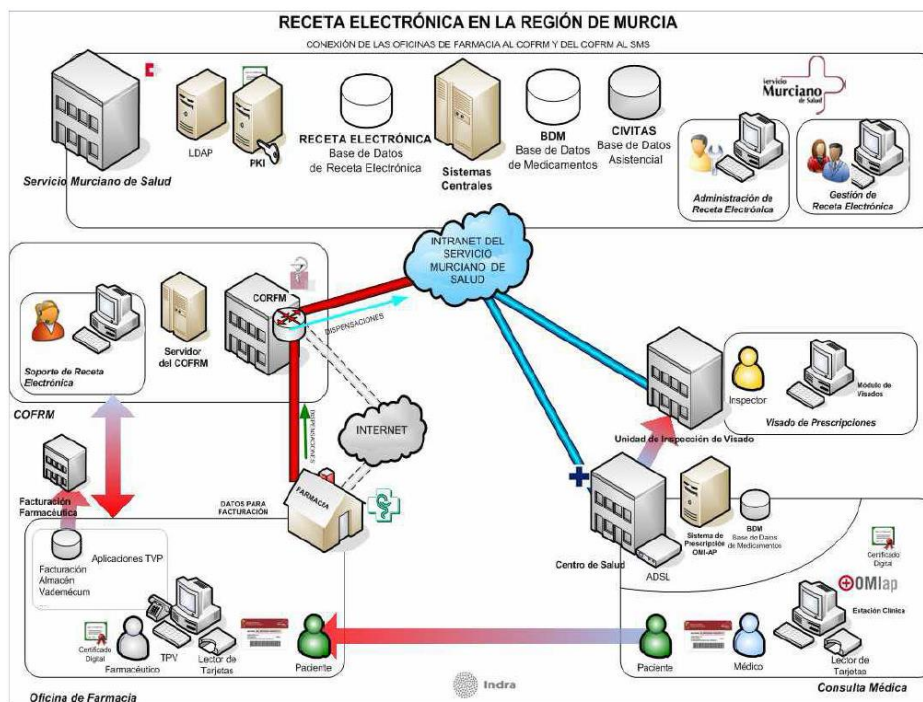 RECETA ELECTRÓNICA EN LA REGIÓN DE MURCIA
CONEXIÓN DE LAS OFICINAS DE FARMACIA AL COFRM Y DEL COFRM AL SMS
Servicio Murciano de Salud
LDAP
PKI
RECETA ELECTRÓNICA
Base de Datos
de Receta Electrónica
Sistemas
Centrales
BDM
Base de Datos
de Medicamentos
CIVITAS
Base de Datos
Asistencial
Servicio
Murciano
de Salud
Administración de
Receta Electrónica
Gestión de
Receta Electrónica
INTRANET DEL
SERVICIO
MURCIANO DE
SALUD
CORFM
DISPENSACIONES
Soporte de Receta
Electrónica
Servidor
del COFRM
COFRM
DISPENSACIONES
INTERNET
Inspector
Módulo de
Visados
Visado de Prescripciones
Unidad de Inspección de Visado
Facturación
Farmacéutica
DATOS PARA
FACTURACIÓN
FARMACIA
Centro de Salud
ADSL
Sistema de
Prescripción
OMI-AP
BDM
Base de Datos
de Medicamentos
Certificado
Digital
OMIap
Estación Clínica
Aplicaciones TVP
Facturación
Almacén
Vademécum
Certificado
Digital
Farmacéutico
TPV
Lector de
Tarjetas
Paciente
Paciente
Médico
Lector de
Tarjetas
Oficina de Farmacia
Indra
Consulta Médica